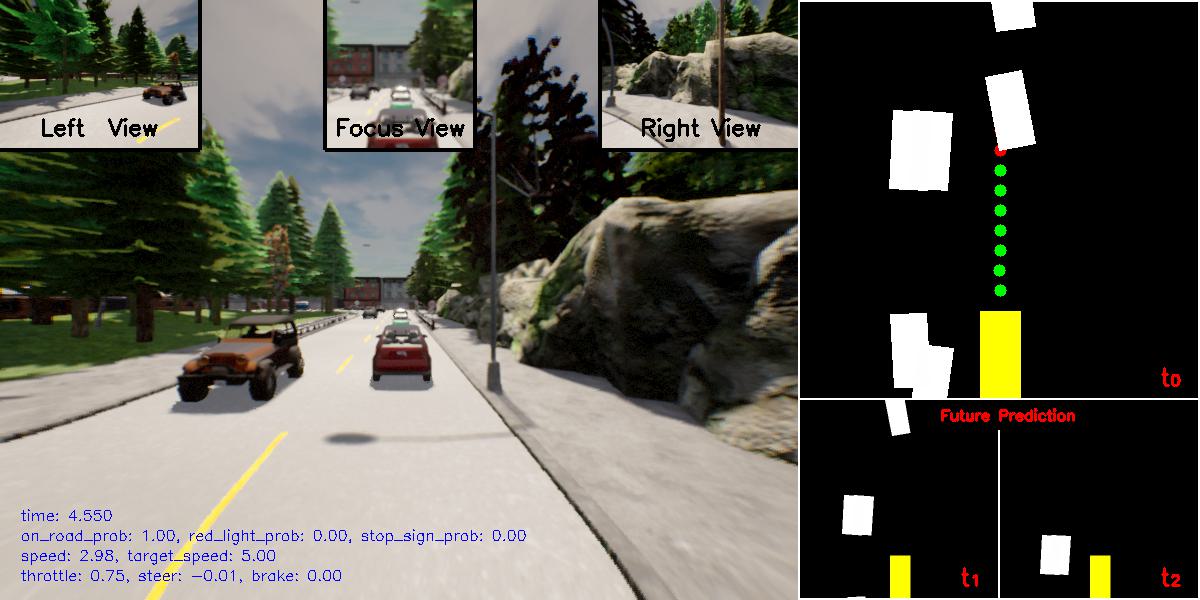 Left View
Focus View
Right View
time: 4.550
on_road_prob: 1.00, red_light_prob: 0.00, stop_sign_prob: 0.00
speed: 2.98, target_speed: 5.00
throttle: 0.75, steer: -0.01, brake: 0.00
t0
Future Prediction
t1
t2